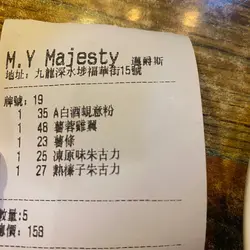 M.Y Majesty 邁爵斯
地址: 九龍深水埗福華街15號
牌號: 19
1 35 A白酒蜆意粉
1 48 薯蓉雞翼
1 23 薯條
1 25 凍原味朱古力
1 27 熱榛子朱古力
數量:5
總價: 158